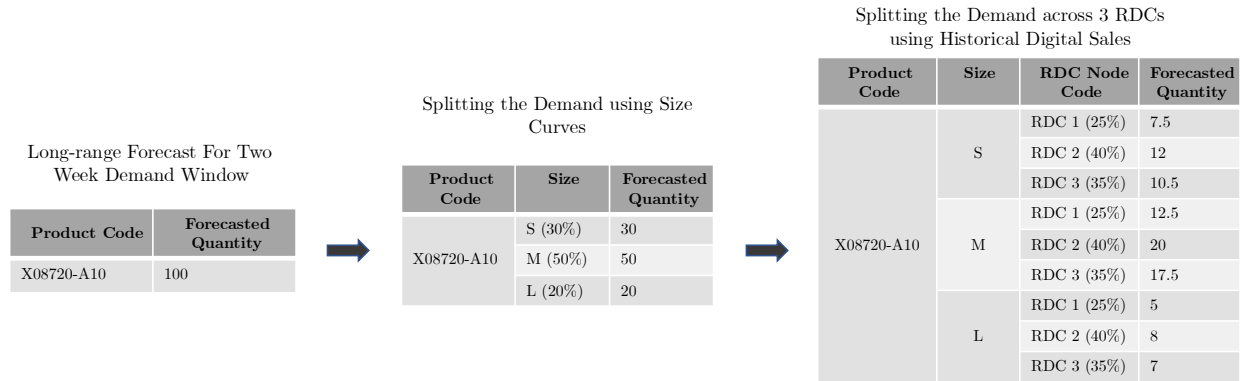 Long-range Forecast For Two
Week Demand Window
Product Code Forecasted
Quantity
X08720-A10 100
Splitting the Demand using Size
Curves
Product Size Forecasted
Code Quantity
S (30%) 30
X08720-A10 M (50%) 50
L (20%) 20
Splitting the Demand across 3 RDCs
using Historical Digital Sales
Product Size RDC Node Forecasted
Code Code Quantity
RDC 1 (25%) 7.5
S RDC 2 (40%) 12
RDC 3 (35%) 10.5
RDC 1 (25%) 12.5
X08720-A10 M RDC 2 (40%) 20
RDC 3 (35%) 17.5
RDC 1 (25%) 5
L RDC 2 (40%) 8
RDC 3 (35%) 7